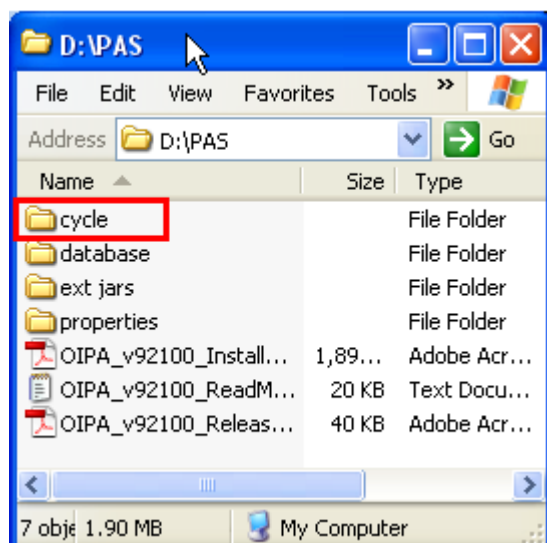 D:\PAS
File Edit View Favorites Tools »
Address D:\PAS Go
Name Size Type
cycle File Folder
database File Folder
ext jars File Folder
properties File Folder
OIPA_v92100_Install... 1,89... Adobe Acr...
OIPA_v92100_ReadM... 20 KB Text Docu...
OIPA_v92100_Releas... 40 KB Adobe Acr...
7 obje 1.90 MB My Computer